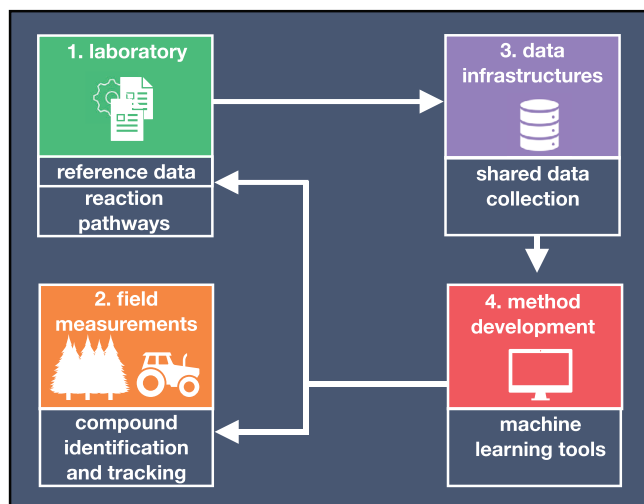 1. laboratory
reference data
reaction
pathways
2. field
measurements
compound
identification
and tracking
3. data
infrastructures
shared data
collection
4. method
development
machine
learning tools